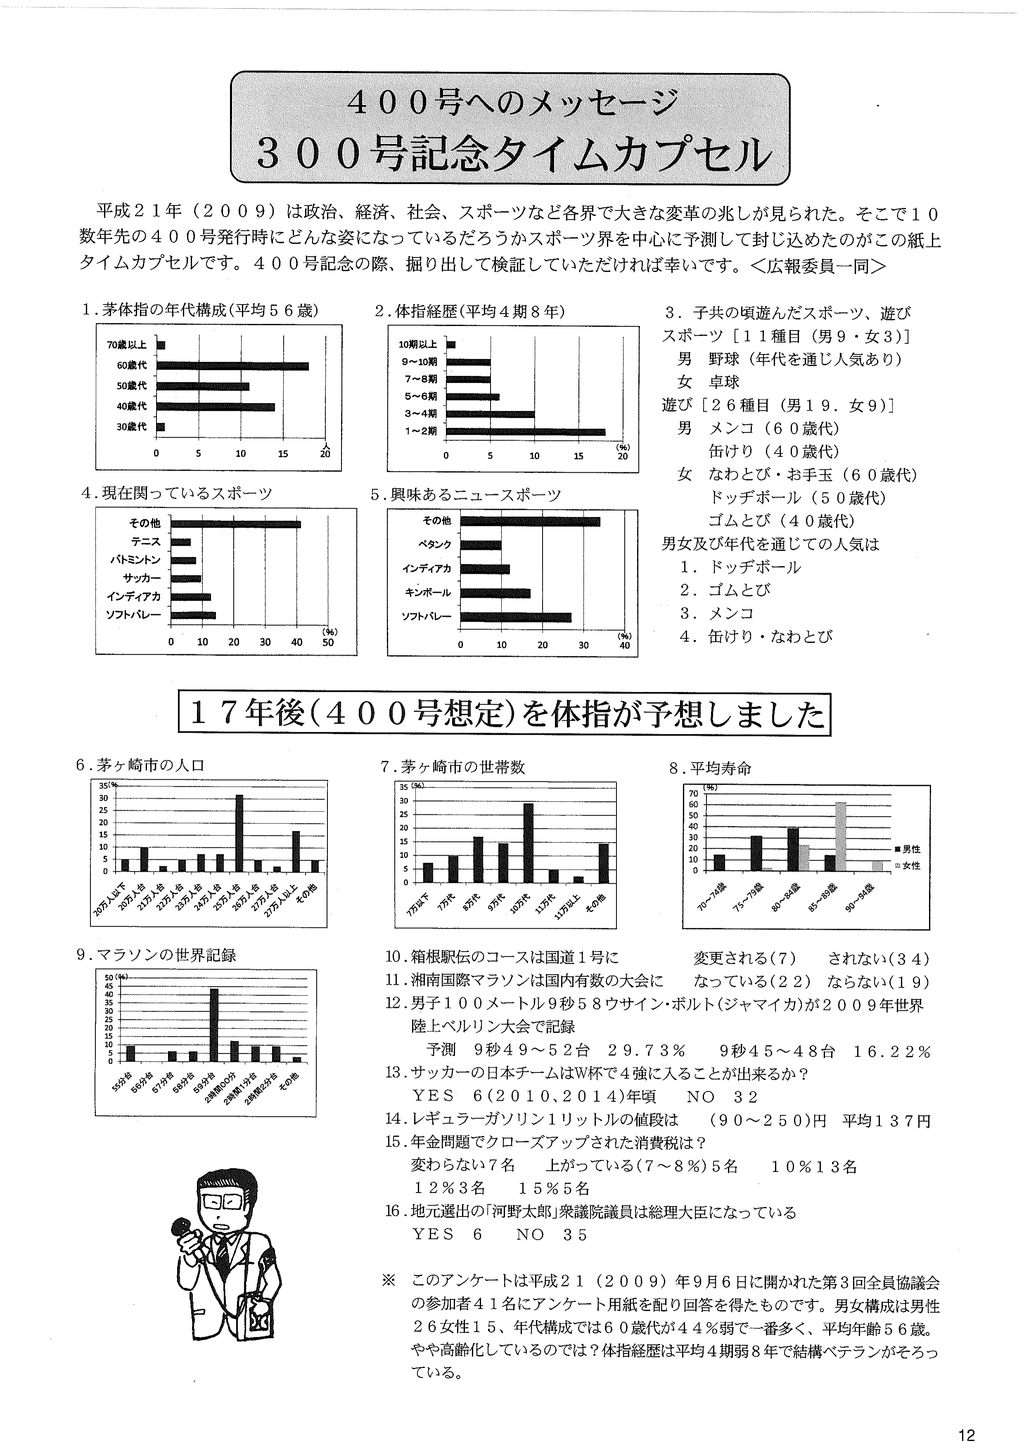 400号へのメッセージ
300号記念タイムカプセル
平成21年(2009)は政治、経済、社会、スポーツなど各界で大きな変革の兆しが見られた。そこで10
数年先の400号発行時にどんな姿になっているだろうかスポーツ界を中心に予測して封じ込めたのがこの紙上
タイムカプセルです。400号記念の際、掘り出して検証していただければ幸いです。<広報委員一同>
1.茅体指の年代構成(平均56歳)
70歳以上
60歳代
50歳代
40歳代
30歳代
人
0 5 10 15 20
2.体指経歴(平均4期8年)
10期以上
9~10期
7~8期
5~6期
3~4期
1~2期
(%)
0 5 10 15 20
3.子共の頃遊んだスポーツ、遊び
スポーツ[11種目(男9・女3)]
男 野球(年代を通じ人気あり)
女 卓球
遊び[26種目(男19.女9)]
男 メンコ(60歳代)
缶けり(40歳代)
女 なわとび・お手玉(60歳代)
ドッヂボール(50歳代)
ゴムとび(40歳代)
男女及び年代を通じての人気は
1.ドッヂボール
2.ゴムとび
3.メンコ
4.缶けり・なわとび
4.現在関っているスポーツ
その他
テニス
バトミントン
サッカー
インディアカ
ソフトバレー
(%)
0 10 20 30 40 50
5.興味あるニュースポーツ
その他
ペタンク
インディアカ
キンボール
ソフトバレー
(%)
0 10 20 30 40
17年後(400号想定)を体指が予想しました
6.茅ヶ崎市の人口
35(%
30
25
20
15
10
5
0
20万人以下 20万人台 21万人台 22万人台 23万人台 24万人台 25万人台 26万人台 27万人台 27万人以上 その他
7.茅ヶ崎市の世帯数
35 (%)
30
25
20
15
10
5
0
7万以下 7万代 8万代 9万代 10万代 11万代 11万以上 その他
8.平均寿命
(%)
70
60
50
40
30
20
10
0
■男性
■女性
70~74歳 75~79歳 80~84歳 85~89歳 90~94歳
9.マラソンの世界記録
50 (%)
45
40
35
30
25
20
15
10
5
0
55分台 56分台 57分台 58分台 59分台 2時間00分 2時間1分台 2時間2分台 その他
10.箱根駅伝のコースは国道1号に 変更される(7) されない(34)
11.湘南国際マラソンは国内有数の大会に なっている(22) ならない(19)
12.男子100メートル9秒58ウサイン・ボルト(ジャマイカ)が2009年世界
陸上ベルリン大会で記録
予測 9秒49~52台 29.73% 9秒45~48台 16.22%
13.サッカーの日本チームはW杯で4強に入ることが出来るか?
YES 6(2010、2014)年頃 NO 32
14.レギュラーガソリン1リットルの値段は (90~250)円 平均137円
15.年金問題でクローズアップされた消費税は?
変わらない7名 上がっている(7~8%)5名 10%13名
12%3名 15%5名
16.地元選出の「河野太郎」衆議院議員は総理大臣になっている
YES 6 NO 35
※ このアンケートは平成21(2009)年9月6日に開かれた第3回全員協議会
の参加者41名にアンケート用紙を配り回答を得たものです。男女構成は男性
26女性15、年代構成では60歳代が44%弱で一番多く、平均年齢56歳。
やや高齢化しているのでは?体指経歴は平均4期弱8年で結構ベテランがそろっ
ている。
12